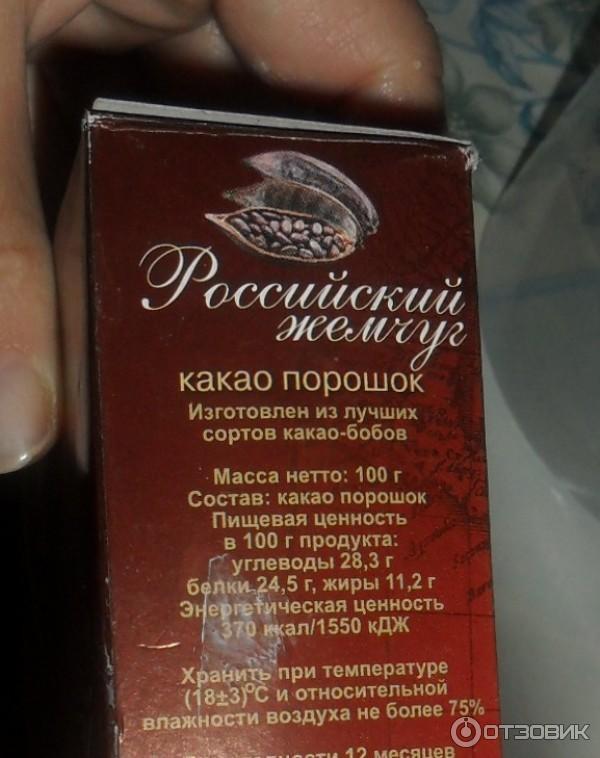 Российский
жемчуг
какао порошок
Изготовлен из лучших
сортов какао-бобов
Масса нетто: 100 г
Состав: какао порошок
Пищевая ценность
в 100 г продукта:
углеводы 28,3 г
белки 24,5 г, жиры 11,2 г
Энергетическая ценность
370 ккал/1550 кДЖ
Хранить при температуре
(18±3)°С и относительной
влажности воздуха не более 75%
12 месяцев
ОТЗОВИК